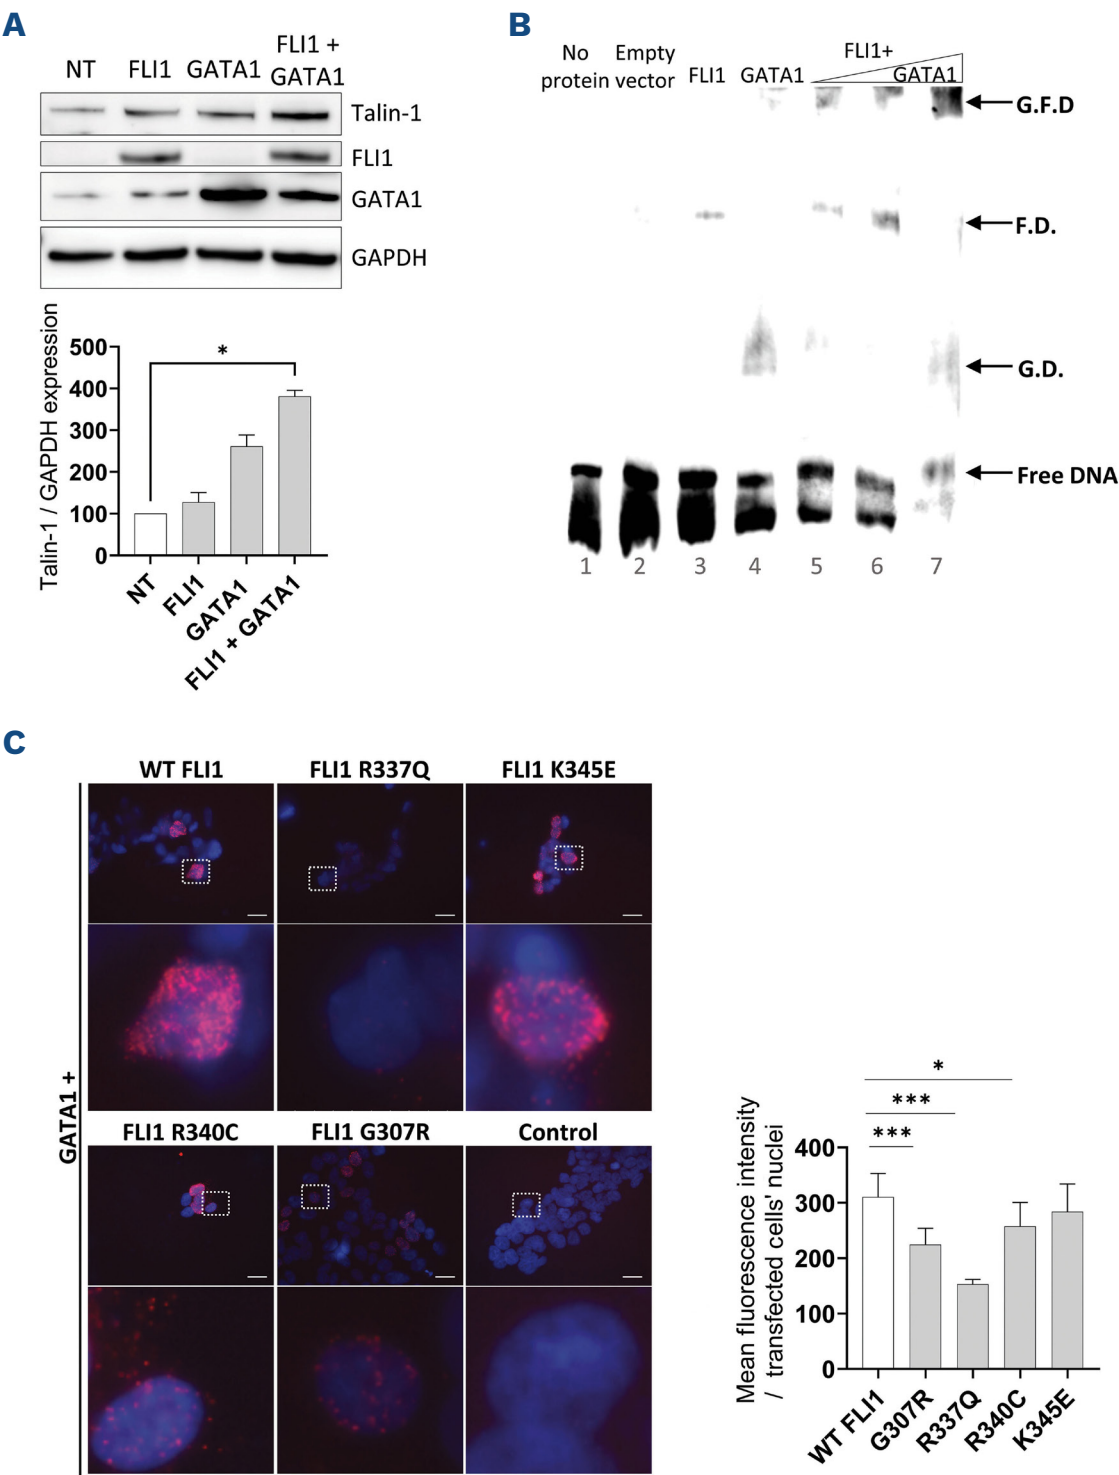 A
NT FLI1 GATA1 FLI1 +
GATA1
Talin-1
FLI1
GATA1
GAPDH
Talin-1 / GAPDH expression
500
400
300
200
100
0
*
NT
FLI1
GATA1
FLI1 + GATA1
B
No
protein
Empty
vector
FLI1
GATA1
FLI1+
GATA1
G.F.D
F.D.
G.D.
Free DNA
1 2 3 4 5 6 7
C
GATA1 +
WT FLI1 FLI1 R337Q FLI1 K345E
FLI1 R340C FLI1 G307R Control
Mean fluorescence intensity
/ transfected cells' nuclei
400
300
200
100
0
*
***
***
WT FLI1
G307R
R337Q
R340C
K345E